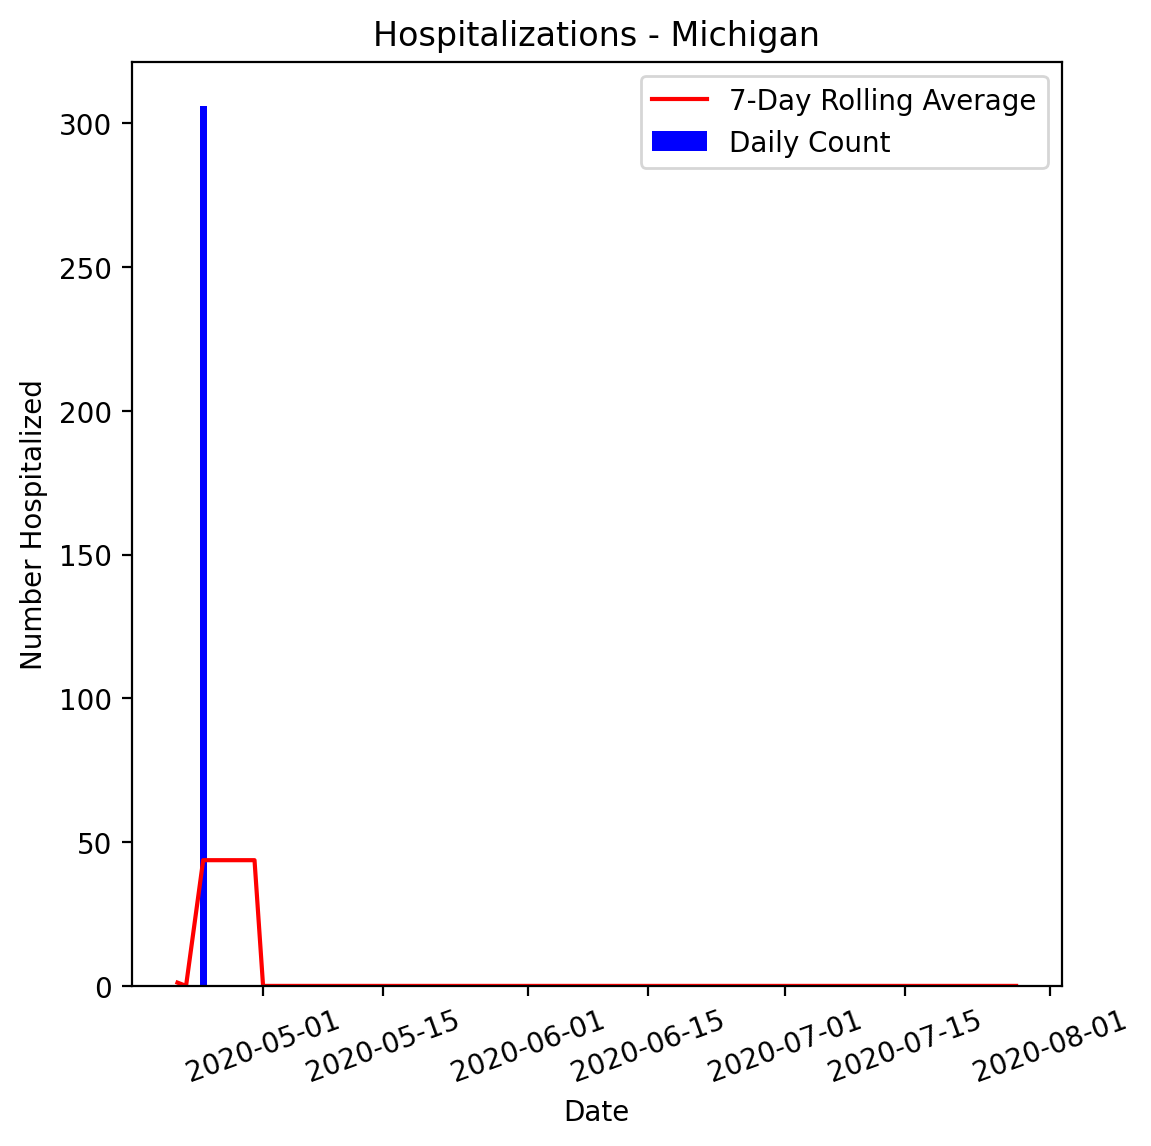 Hospitalizations - Michigan
7-Day Rolling Average
Daily Count
Number Hospitalized
300
250
200
150
100
50
0
2020-05-01
2020-05-15
2020-06-01
2020-06-15
2020-07-01
2020-07-15
2020-08-01
Date